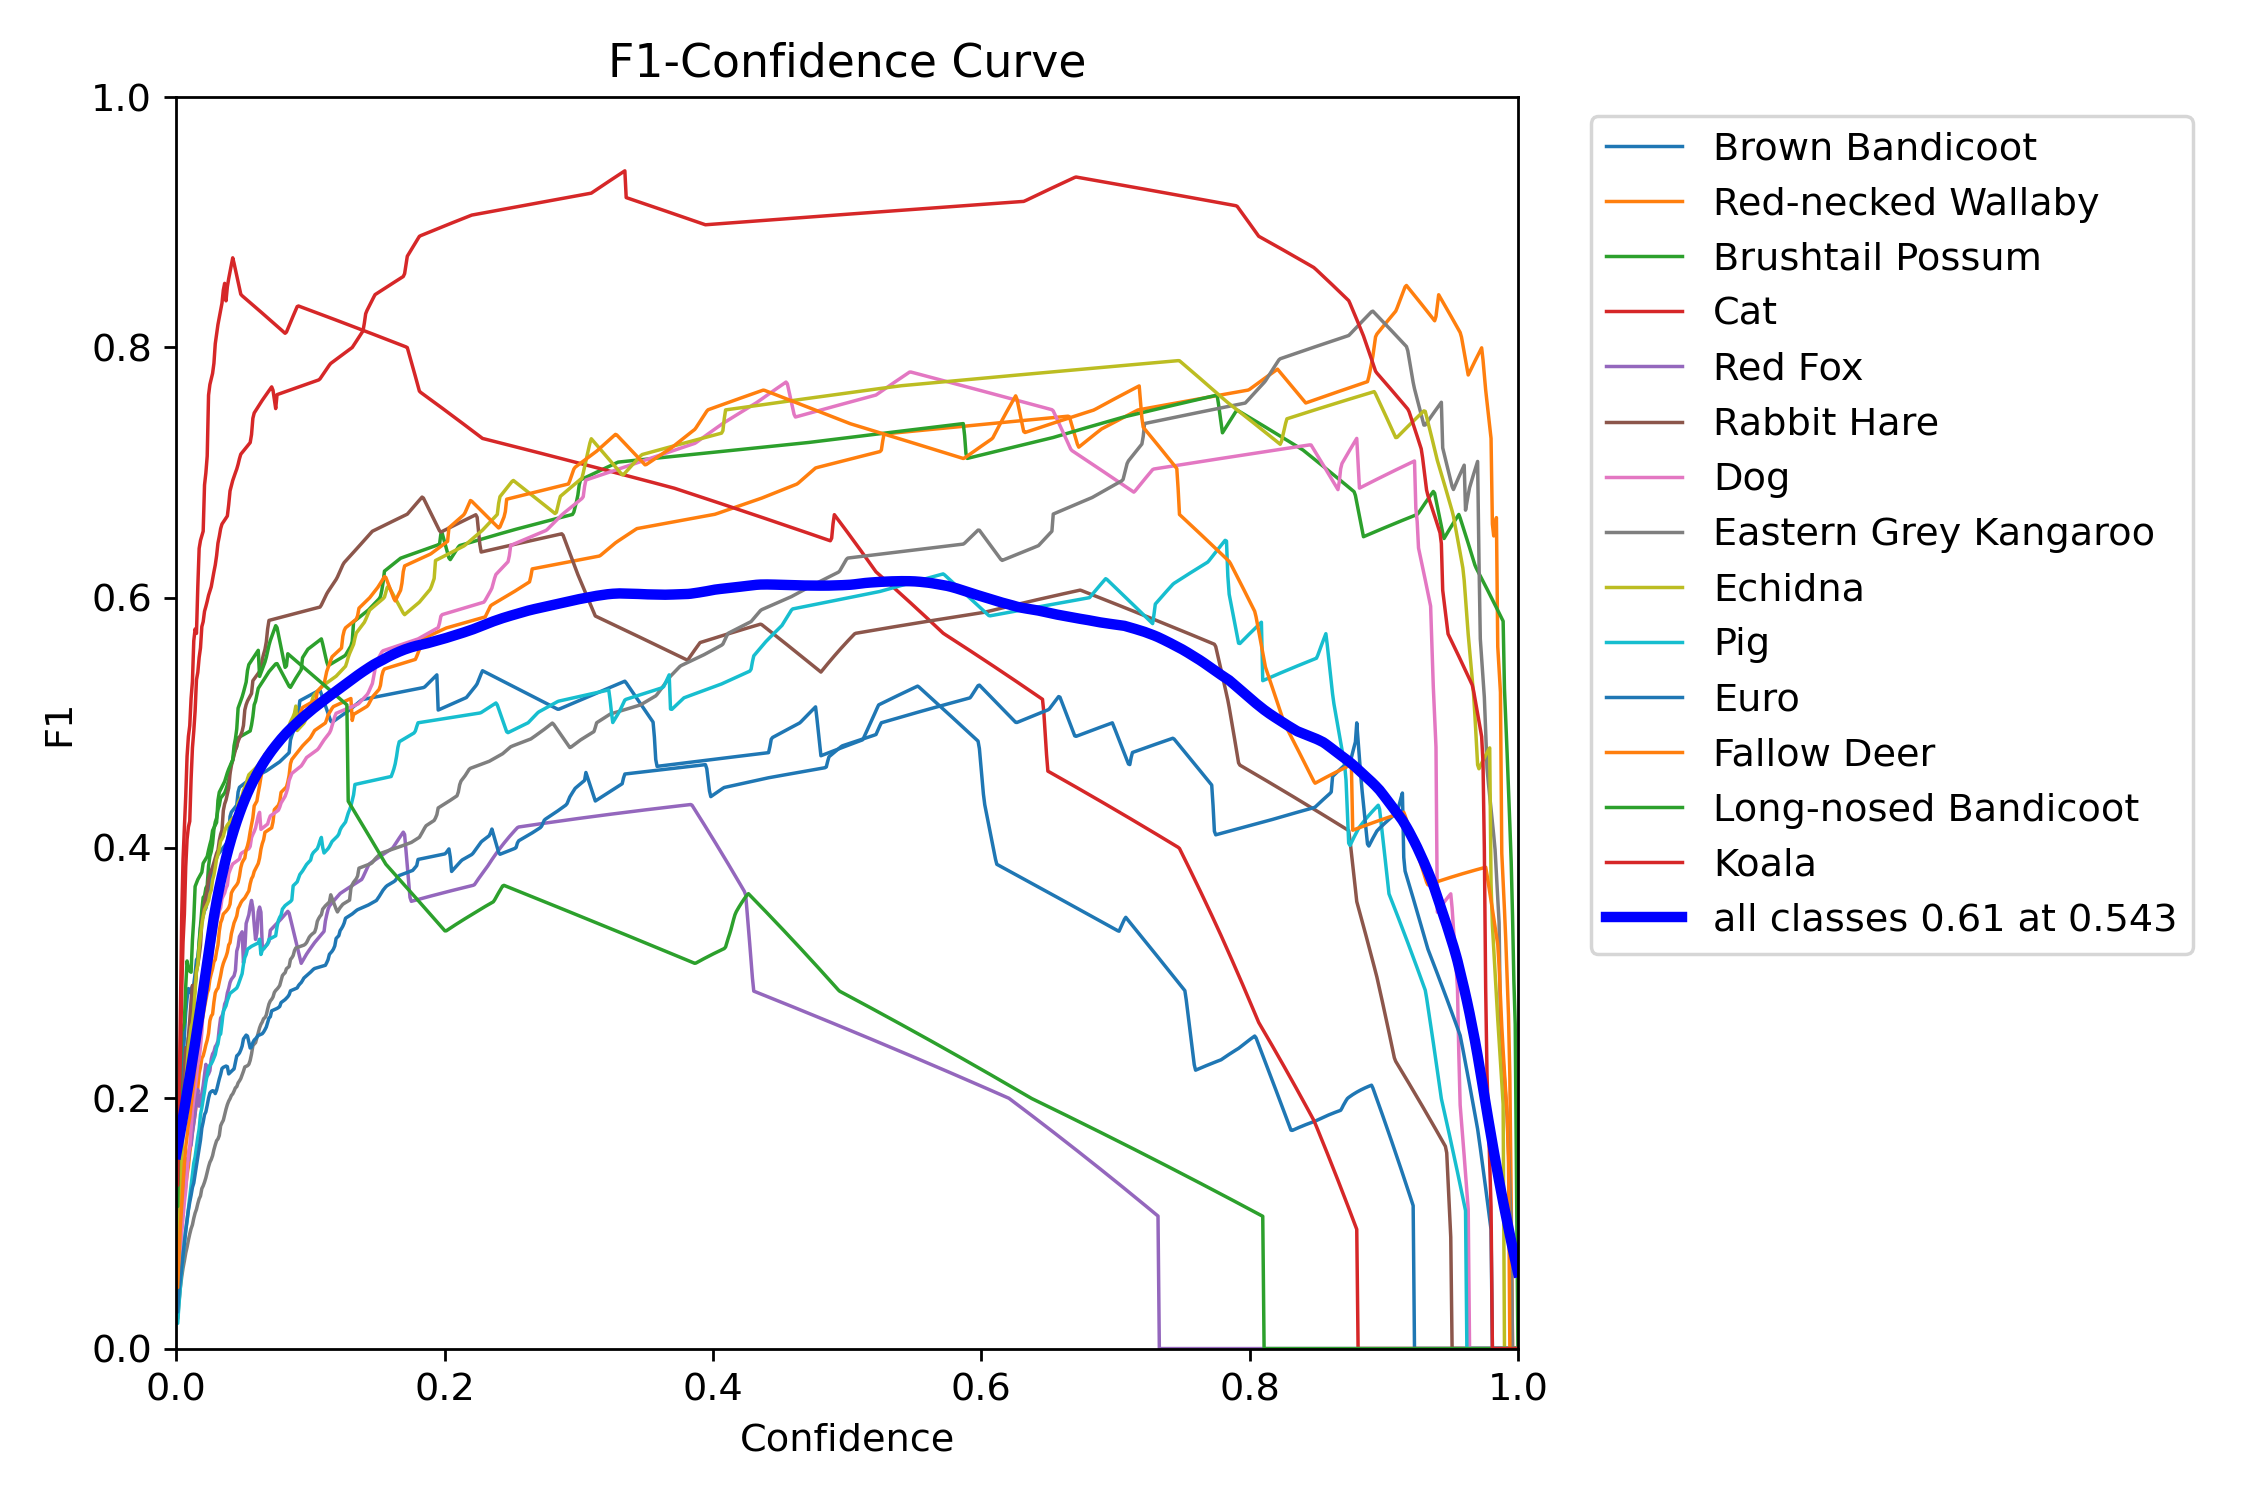 F1-Confidence Curve
1.0
0.8
0.6
0.4
0.2
0.0
F1
0.0 0.2 0.4 0.6 0.8 1.0
Confidence
Brown Bandicoot
Red-necked Wallaby
Brushtail Possum
Cat
Red Fox
Rabbit Hare
Dog
Eastern Grey Kangaroo
Echidna
Pig
Euro
Fallow Deer
Long-nosed Bandicoot
Koala
all classes 0.61 at 0.543